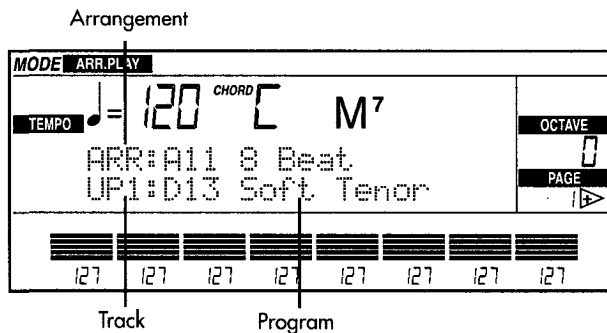 Arrangement
MODE ARR.PLAY
TEMPO ♩= 120 CHORD C M7
OCTAVE
0
ARR:A11 8 Beat
UP1:D13 Soft Tenor
PAGE
1+
127 127 127 127 127 127 127 127
Track Program